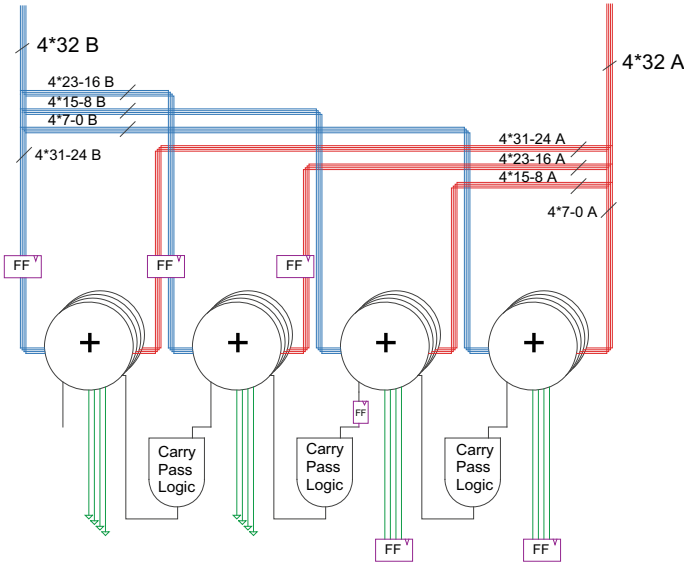 4*32 B
4*32 A
4*23-16 B
4*15-8 B
4*7-0 B
4*31-24 A
4*31-24 B
4*23-16 A
4*15-8 A
4*7-0 A
FF
FF
FF
+
+
+
+
FF
Carry
Pass
Logic
Carry
Pass
Logic
Carry
Pass
Logic
FF
FF